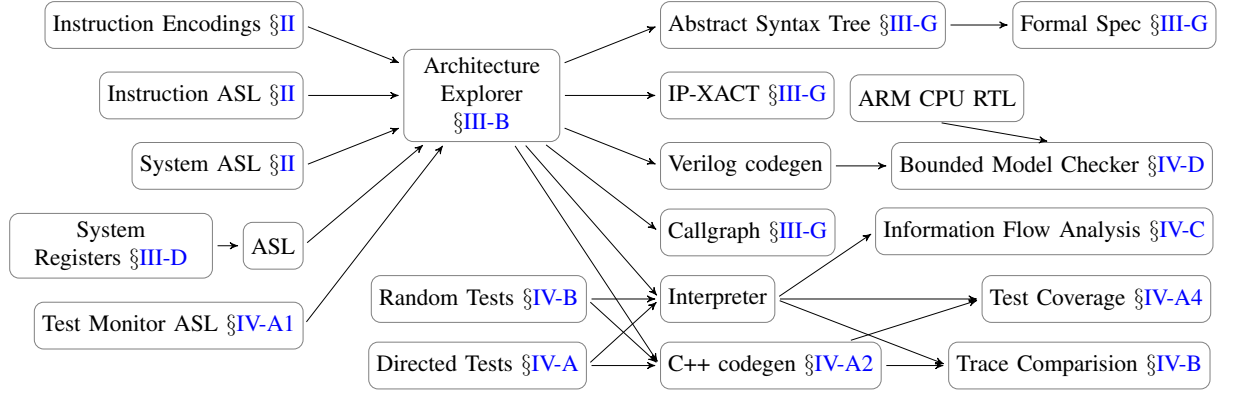 Instruction Encodings §II
Instruction ASL §II
System ASL §II
System
Registers §III-D
ASL
Test Monitor ASL §IV-A1
Architecture
Explorer
§III-B
Random Tests §IV-B
Directed Tests §IV-A
Abstract Syntax Tree §III-G
Formal Spec §III-G
IP-XACT §III-G
ARM CPU RTL
Verilog codegen
Bounded Model Checker §IV-D
Callgraph §III-G
Information Flow Analysis §IV-C
Interpreter
Test Coverage §IV-A4
C++ codegen §IV-A2
Trace Comparision §IV-B